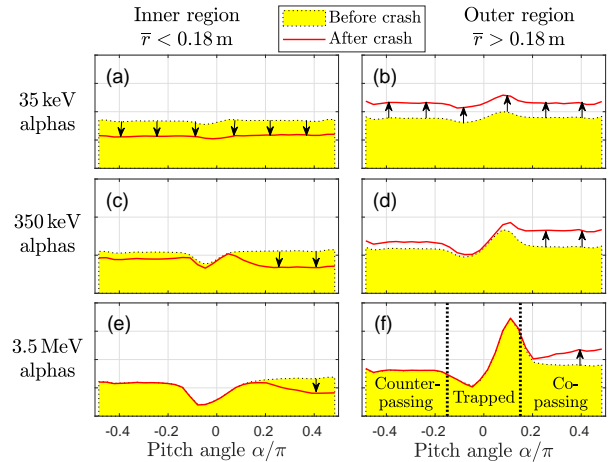 Inner region
r̅ < 0.18 m
Before crash
After crash
Outer region
r̅ > 0.18 m
35 keV
alphas
(a)
(b)
350 keV
alphas
(c)
(d)
3.5 MeV
alphas
(e)
(f)
Counter-
passing
Trapped
Co-
passing
-0.4 -0.2 0 0.2 0.4
-0.4 -0.2 0 0.2 0.4
Pitch angle α/π
Pitch angle α/π